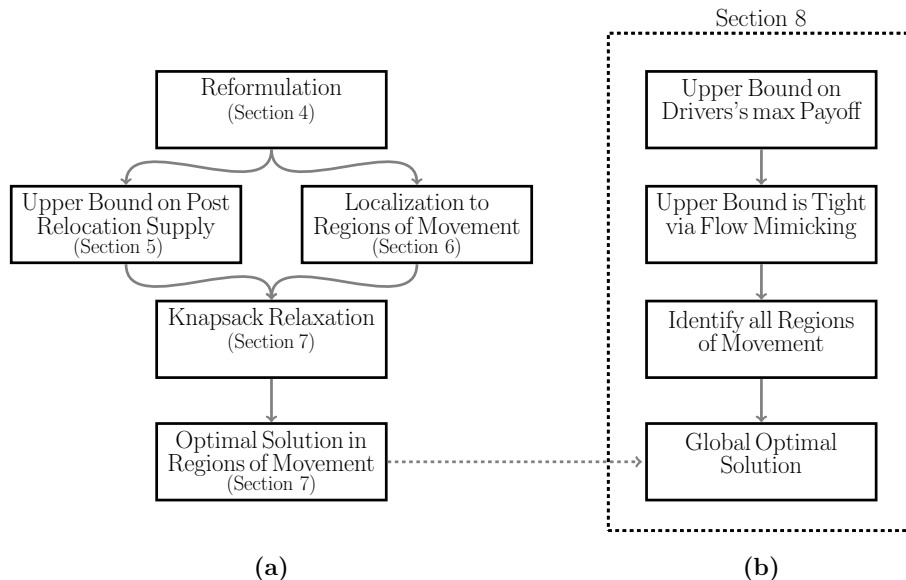 Reformulation
(Section 4)
Upper Bound on Post
Relocation Supply
(Section 5)
Localization to
Regions of Movement
(Section 6)
Knapsack Relaxation
(Section 7)
Optimal Solution in
Regions of Movement
(Section 7)
(a)
Section 8
Upper Bound on
Drivers's max Payoff
Upper Bound is Tight
via Flow Mimicking
Identify all Regions
of Movement
Global Optimal
Solution
(b)